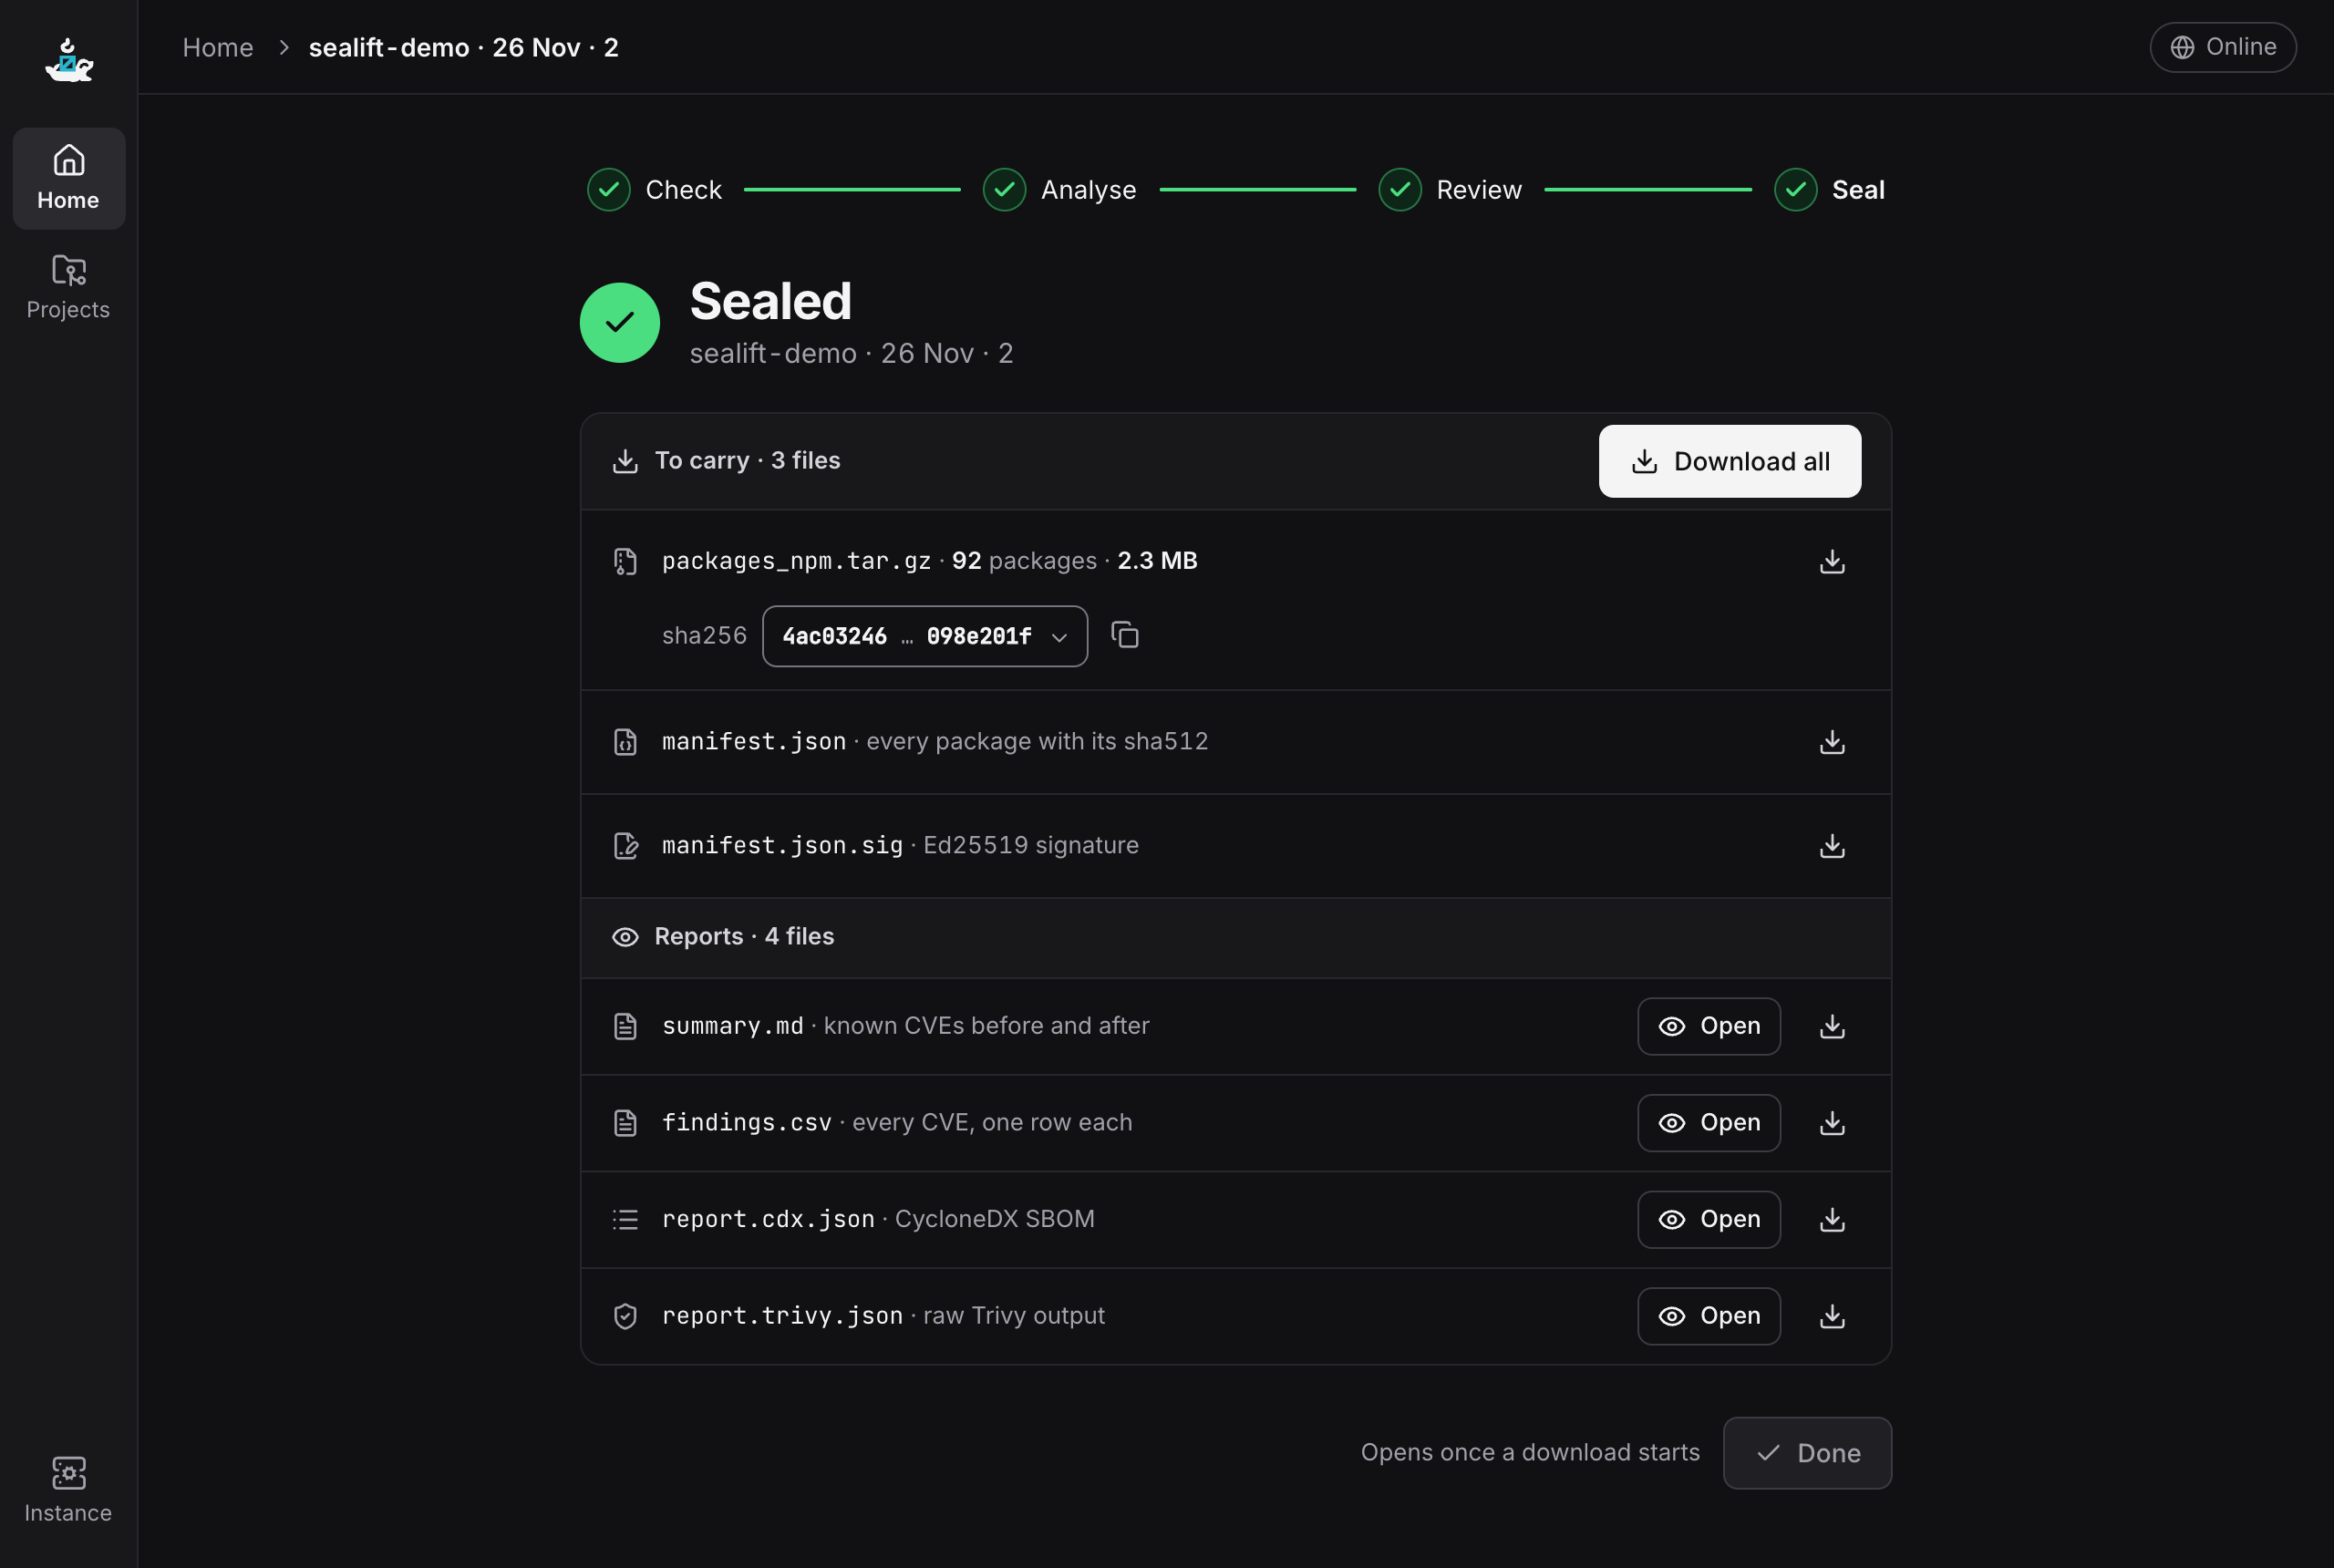 Home > sealift-demo · 26 Nov · 2
Online
Home
Projects
Instance
Check
Analyse
Review
Seal
Sealed
sealift-demo · 26 Nov · 2
To carry · 3 files
Download all
packages_npm.tar.gz · 92 packages · 2.3 MB
sha256 4ac03246 … 098e201f
manifest.json · every package with its sha512
manifest.json.sig · Ed25519 signature
Reports · 4 files
summary.md · known CVEs before and after
Open
findings.csv · every CVE, one row each
Open
report.cdx.json · CycloneDX SBOM
Open
report.trivy.json · raw Trivy output
Open
Opens once a download starts
Done